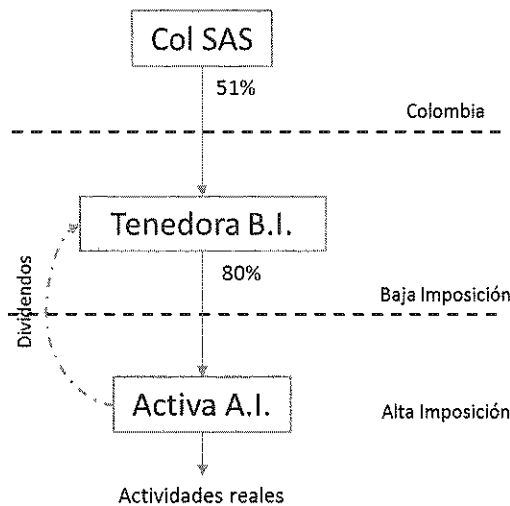 Col SAS
51%
Colombia
Tenedora B.I.
80%
Dividendos
Baja Imposición
Activa A.I.
Alta Imposición
Actividades reales